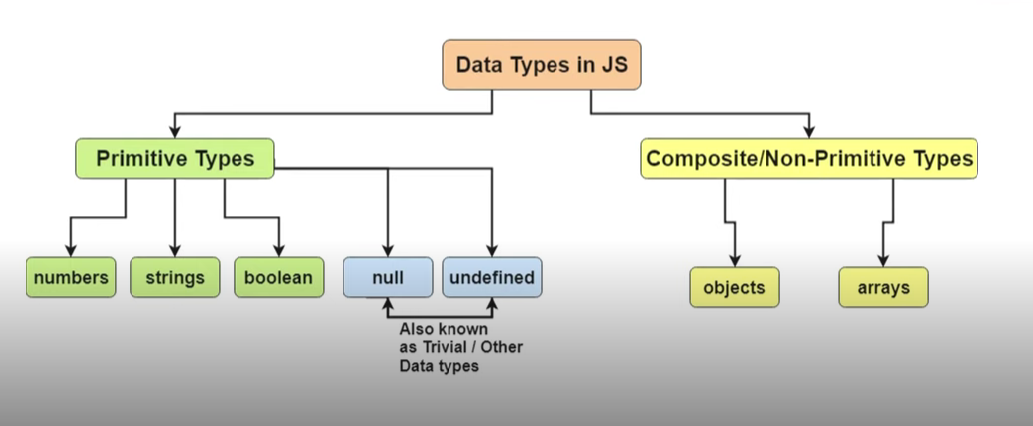 Data Types in JS
Primitive Types
Composite/Non-Primitive Types
numbers
strings
boolean
null
undefined
objects
arrays
Also known
as Trivial / Other
Data types